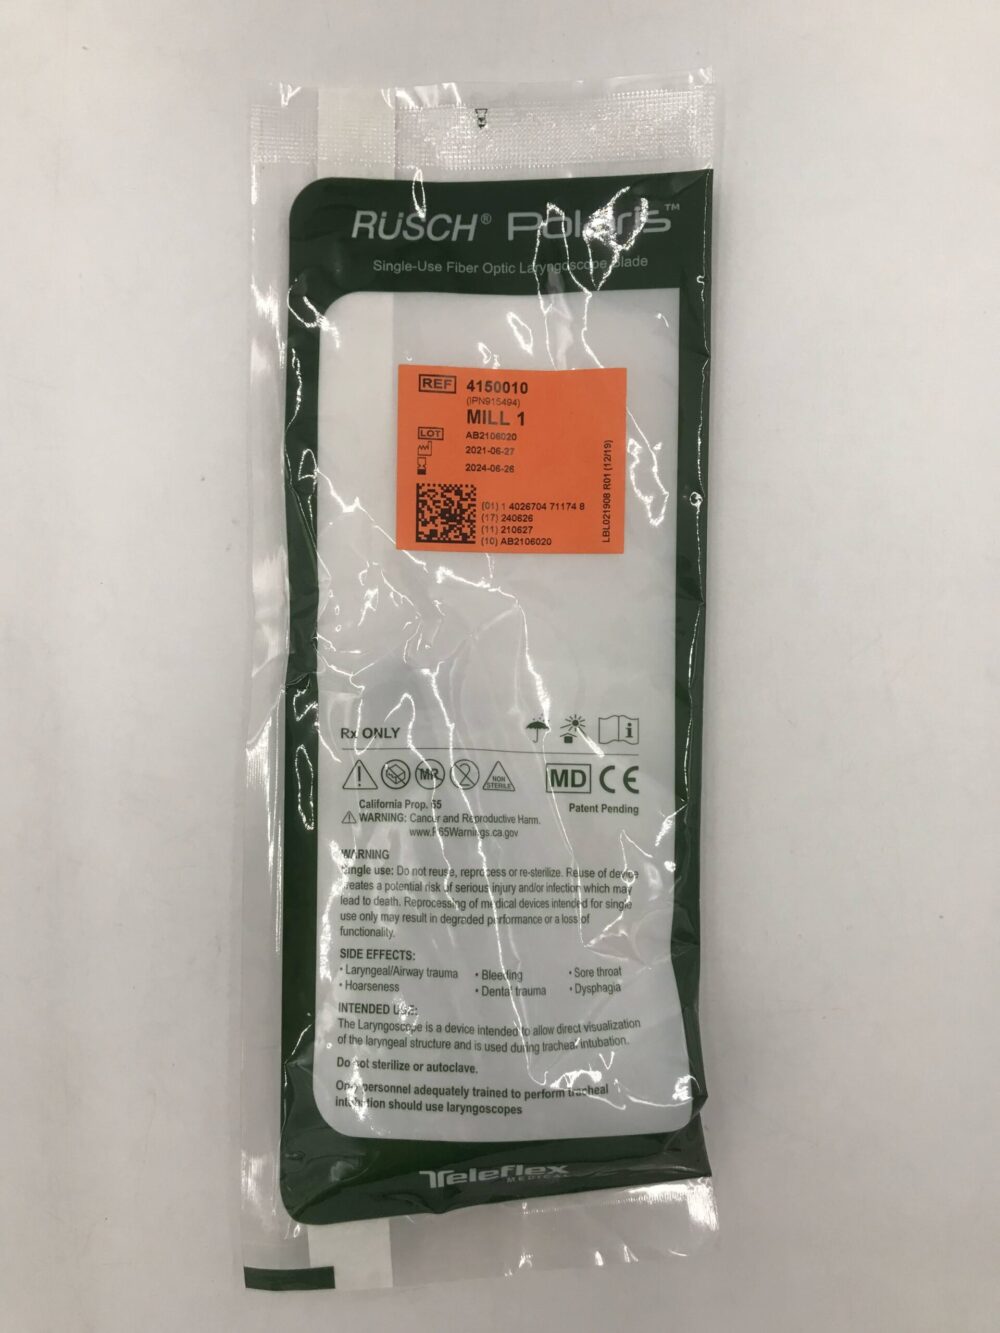 RÜSCH® Polaris™
Single-Use Fiber Optic Laryngoscope Blade
REF 4150010
(IPN915494)
MILL 1
LOT AB2106020
2021-06-27
2024-06-26
(01) 1 4026704 71174 8
(17) 240626
(11) 210627
(10) AB2106020
LBL021908 R01 (12/19)
Rx ONLY
i
MR
2
NON
STERILE
MD CE
California Prop. 65
Patent Pending
WARNING: Cancer and Reproductive Harm.
www.P65Warnings.ca.gov
WARNING
Single use: Do not reuse, reprocess or re-sterilize. Reuse of device
creates a potential risk of serious injury and/or infection which may
lead to death. Reprocessing of medical devices intended for single
use only may result in degraded performance or a loss of
functionality.
SIDE EFFECTS:
• Laryngeal/Airway trauma • Bleeding • Sore throat
• Hoarseness • Dental trauma • Dysphagia
INTENDED USE:
The Laryngoscope is a device intended to allow direct visualization
of the laryngeal structure and is used during tracheal intubation.
Do not sterilize or autoclave.
Only personnel adequately trained to perform tracheal
intubation should use laryngoscopes
Teleflex
MEDICAL